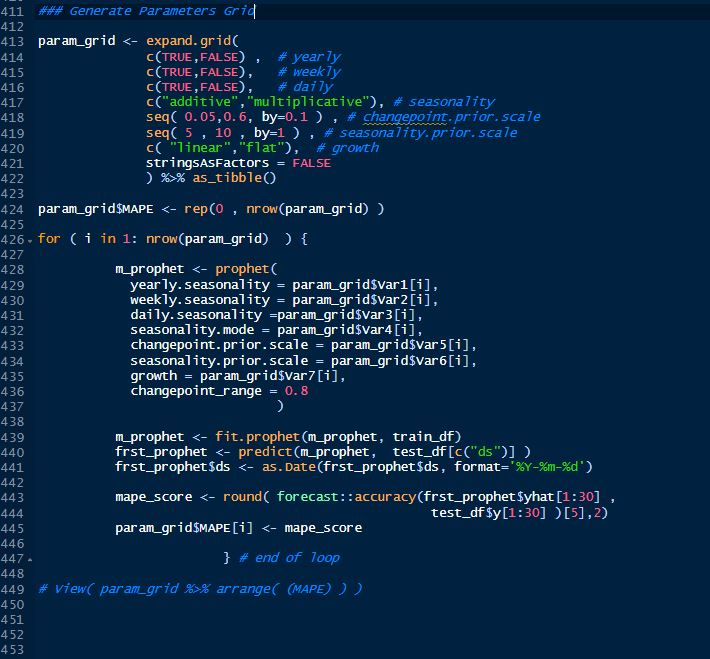 411 ### Generate Parameters Grid
412
413 param_grid <- expand.grid(
414 c(TRUE,FALSE) , # yearly
415 c(TRUE,FALSE), # weekly
416 c(TRUE,FALSE), # daily
417 c("additive","multiplicative"), # seasonality
418 seq( 0.05,0.6, by=0.1 ) , # changepoint.prior.scale
419 seq( 5 , 10 , by=1 ) , # seasonality.prior.scale
420 c( "linear","flat"), # growth
421 stringsAsFactors = FALSE
422 ) %>% as_tibble()
423
424 param_grid$MAPE <- rep(0 , nrow(param_grid) )
425
426 for ( i in 1: nrow(param_grid) ) {
427
428 m_prophet <- prophet(
429 yearly.seasonality = param_grid$Var1[i],
430 weekly.seasonality = param_grid$Var2[i],
431 daily.seasonality =param_grid$Var3[i],
432 seasonality.mode = param_grid$Var4[i],
433 changepoint.prior.scale = param_grid$Var5[i],
434 seasonality.prior.scale = param_grid$Var6[i],
435 growth = param_grid$Var7[i],
436 changepoint_range = 0.8
437 )
438
439 m_prophet <- fit.prophet(m_prophet, train_df)
440 frst_prophet <- predict(m_prophet, test_df[c("ds")] )
441 frst_prophet$ds <- as.Date(frst_prophet$ds, format='%Y-%m-%d')
442
443 mape_score <- round( forecast::accuracy(frst_prophet$yhat[1:30] ,
444 test_df$y[1:30] )[5],2)
445 param_grid$MAPE[i] <- mape_score
446
447 } # end of loop
448
449 # View( param_grid %>% arrange( (MAPE) ) )
450
451
452
453